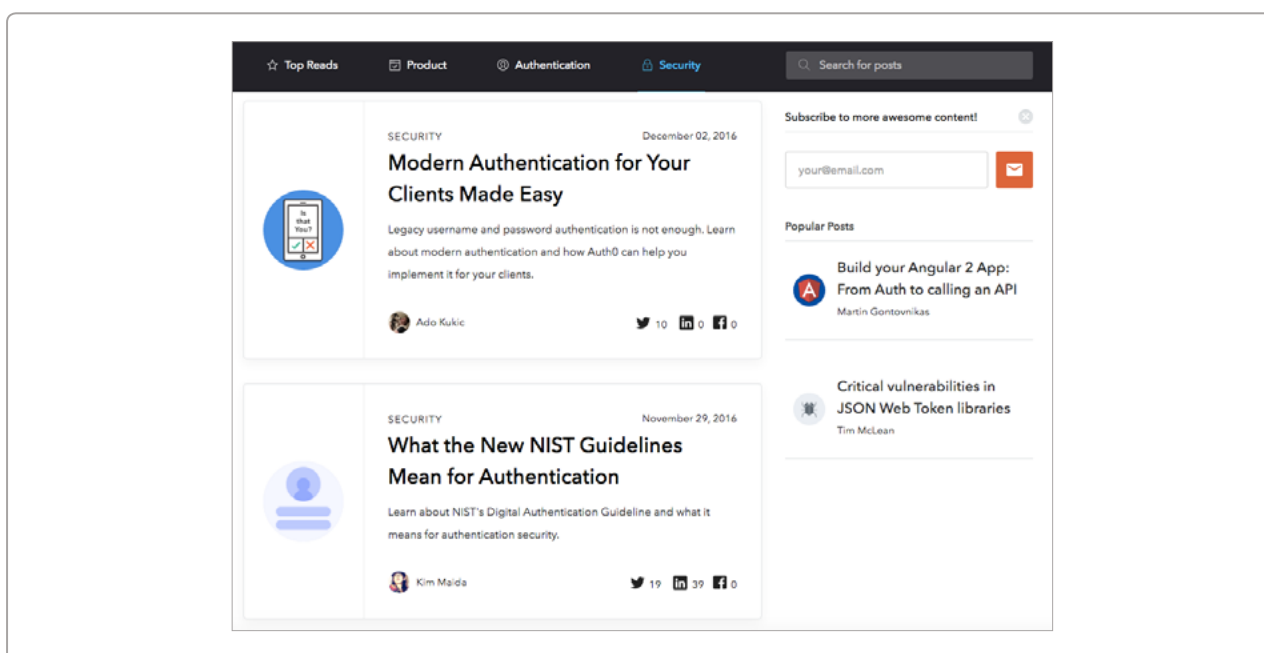 Top Reads
Product
Authentication
Security
Search for posts
SECURITY
December 02, 2016
Modern Authentication for Your
Clients Made Easy
Is
that
You?
Legacy username and password authentication is not enough. Learn
about modern authentication and how Auth0 can help you
implement it for your clients.
Ado Kukic
10
0
0
SECURITY
November 29, 2016
What the New NIST Guidelines
Mean for Authentication
Learn about NIST's Digital Authentication Guideline and what it
means for authentication security.
Kim Maida
19
39
0
Subscribe to more awesome content!
your@email.com
Popular Posts
Build your Angular 2 App:
From Auth to calling an API
Martin Gontovnikas
Critical vulnerabilities in
JSON Web Token libraries
Tim McLean